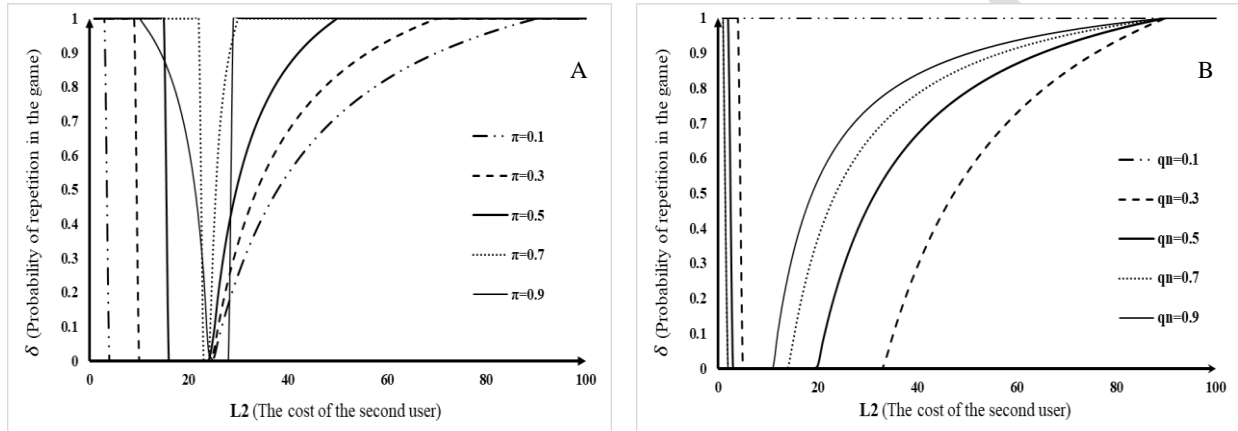 A
δ (Probability of repetition in the game)
1
0.9
0.8
0.7
0.6
0.5
0.4
0.3
0.2
0.1
0
π=0.1
π=0.3
π=0.5
π=0.7
π=0.9
0 20 40 60 80 100
L2 (The cost of the second user)
B
δ (Probability of repetition in the game)
1
0.9
0.8
0.7
0.6
0.5
0.4
0.3
0.2
0.1
0
qn=0.1
qn=0.3
qn=0.5
qn=0.7
qn=0.9
0 20 40 60 80 100
L2 (The cost of the second user)